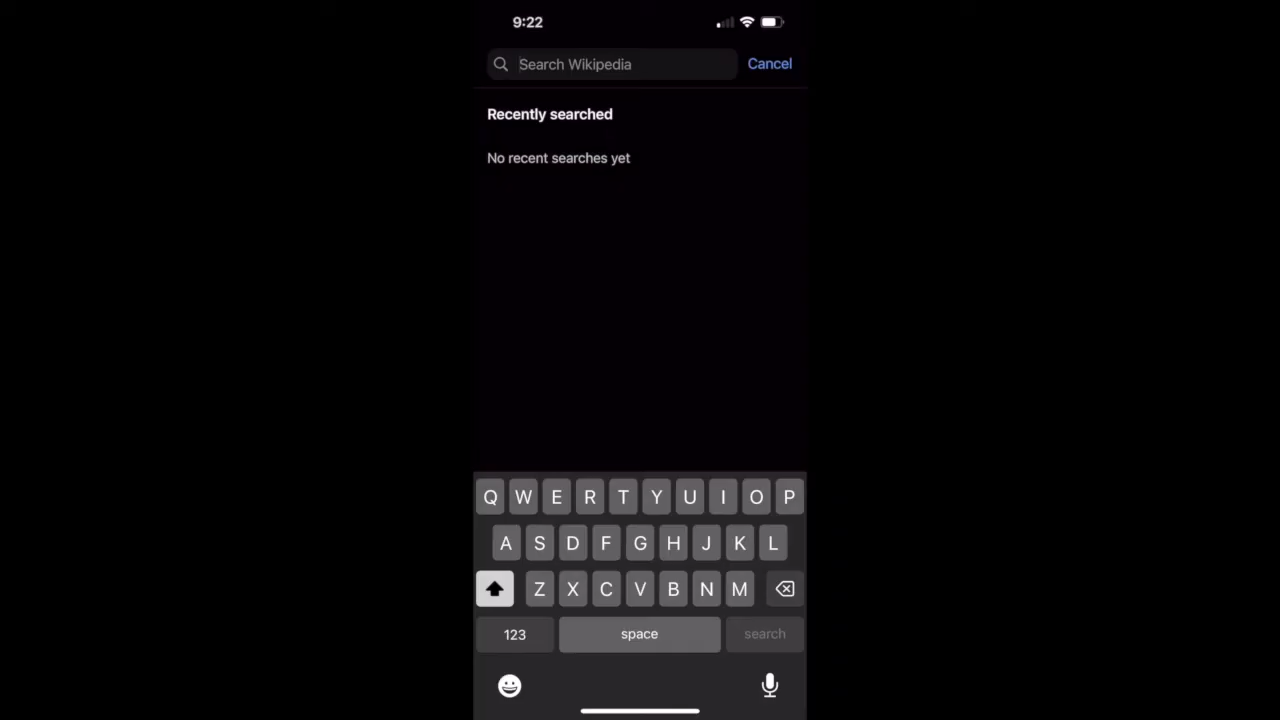 9:22
Search Wikipedia
Cancel
Recently searched
No recent searches yet
Q W E R T Y U I O P
A S D F G H J K L
Z X C V B N M
123 space search